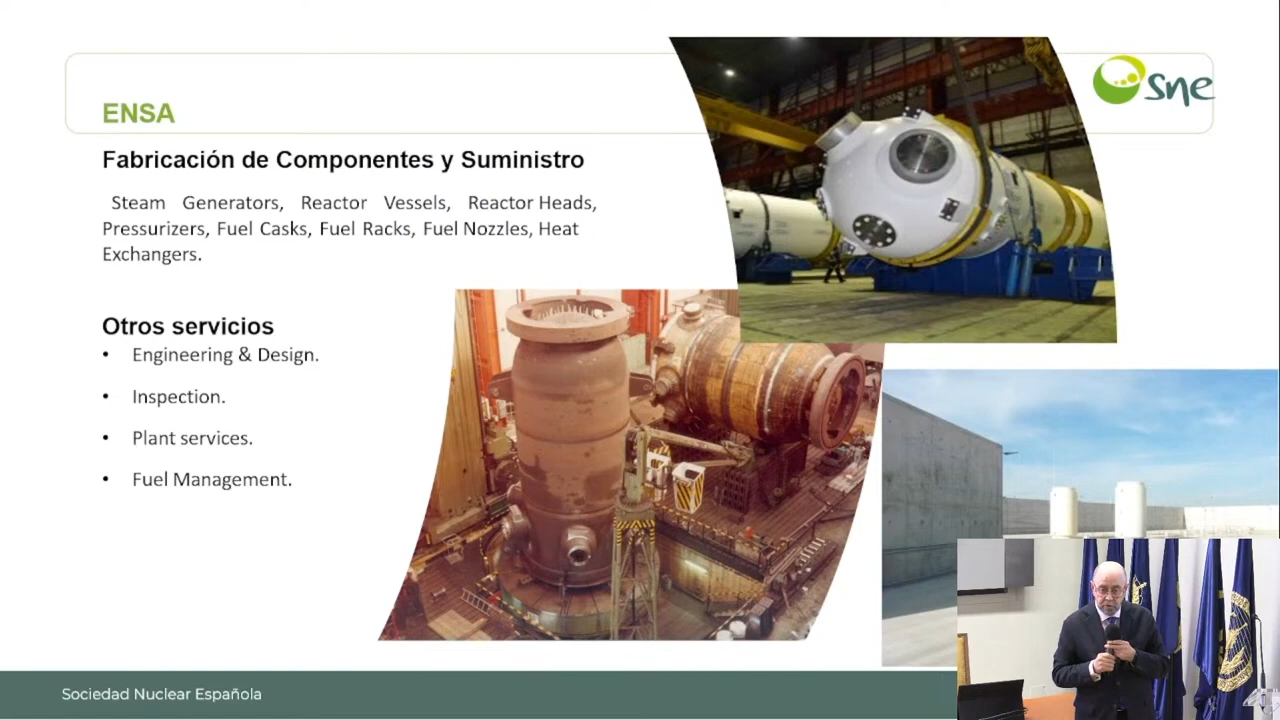 ENSA
sne
Fabricación de Componentes y Suministro
Steam Generators, Reactor Vessels, Reactor Heads,
Pressurizers, Fuel Casks, Fuel Racks, Fuel Nozzles, Heat
Exchangers.
Otros servicios
• Engineering & Design.
• Inspection.
• Plant services.
• Fuel Management.
Sociedad Nuclear Española